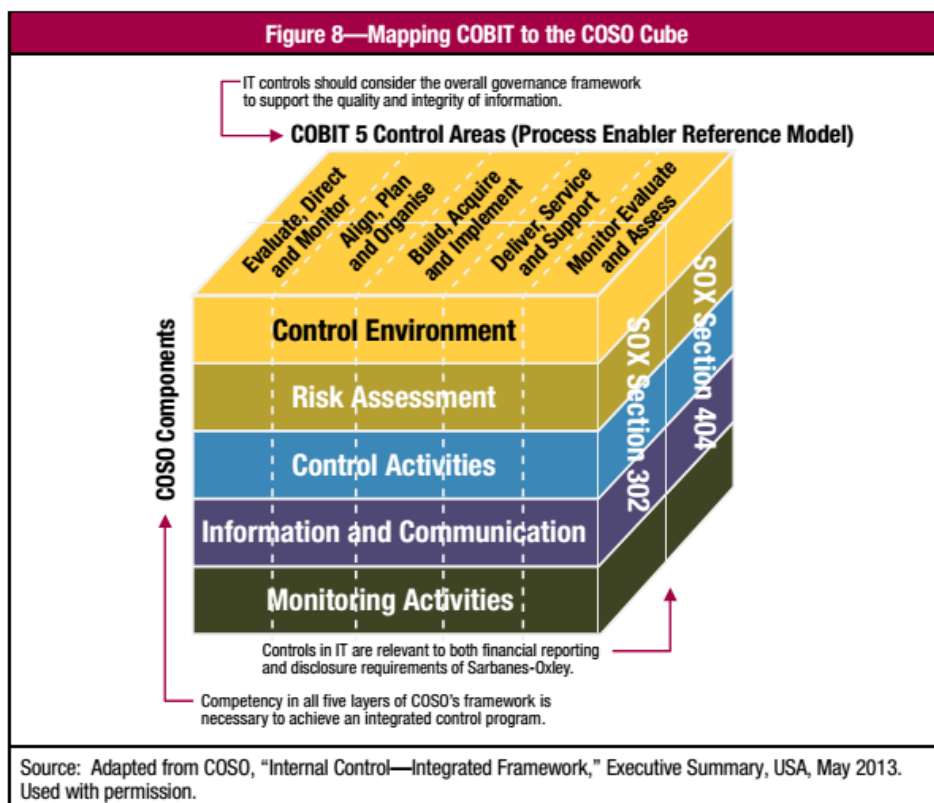 Figure 8—Mapping COBIT to the COSO Cube
IT controls should consider the overall governance framework
to support the quality and integrity of information.
COBIT 5 Control Areas (Process Enabler Reference Model)
Evaluate, Direct
and Monitor
Align, Plan
and Organise
Build, Acquire
and Implement
Deliver, Service
and Support
Monitor Evaluate
and Assess
COSO Components
Control Environment
Risk Assessment
Control Activities
Information and Communication
Monitoring Activities
SOX Section 302
SOX Section 404
Controls in IT are relevant to both financial reporting
and disclosure requirements of Sarbanes-Oxley.
Competency in all five layers of COSO’s framework is
necessary to achieve an integrated control program.
Source: Adapted from COSO, “Internal Control—Integrated Framework,” Executive Summary, USA, May 2013.
Used with permission.